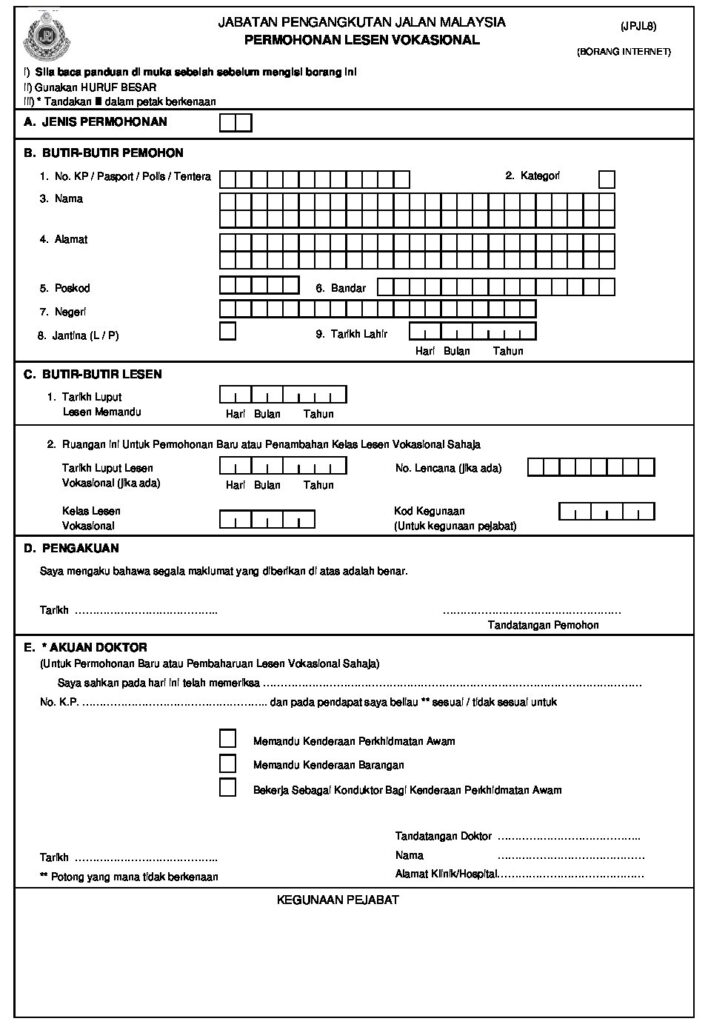 JABATAN PENGANGKUTAN JALAN MALAYSIA
(JPJL8)
PERMOHONAN LESEN VOKASIONAL
(BORANG INTERNET)
JPJ
i) Sila baca panduan di muka sebelah sebelum mengisi borang ini
ii) Gunakan HURUF BESAR
iii) * Tandakan ■ dalam petak berkenaan
A. JENIS PERMOHONAN
B. BUTIR-BUTIR PEMOHON
1. No. KP / Pasport / Polis / Tentera
2. Kategori
3. Nama
4. Alamat
5. Poskod
6. Bandar
7. Negeri
8. Jantina (L / P)
9. Tarikh Lahir
Hari Bulan Tahun
C. BUTIR-BUTIR LESEN
1. Tarikh Luput
Lesen Memandu
Hari Bulan Tahun
2. Ruangan ini Untuk Permohonan Baru atau Penambahan Kelas Lesen Vokasional Sahaja
Tarikh Luput Lesen
Vokasional (jika ada)
Hari Bulan Tahun
No. Lencana (jika ada)
Kelas Lesen
Vokasional
Kod Kegunaan
(Untuk kegunaan pejabat)
D. PENGAKUAN
Saya mengaku bahawa segala maklumat yang diberikan di atas adalah benar.
Tarikh ........................................
Tandatangan Pemohon
E. * AKUAN DOKTOR
(Untuk Permohonan Baru atau Pembaharuan Lesen Vokasional Sahaja)
Saya sahkan pada hari ini telah memeriksa ........................................
No. K.P. ........................................ dan pada pendapat saya beliau ** sesuai / tidak sesuai untuk
Memandu Kenderaan Perkhidmatan Awam
Memandu Kenderaan Barangan
Bekerja Sebagai Konduktor Bagi Kenderaan Perkhidmatan Awam
Tandatangan Doktor ........................................
Tarikh ........................................
Nama ........................................
** Potong yang mana tidak berkenaan
Alamat Klinik/Hospital........................................
KEGUNAAN PEJABAT